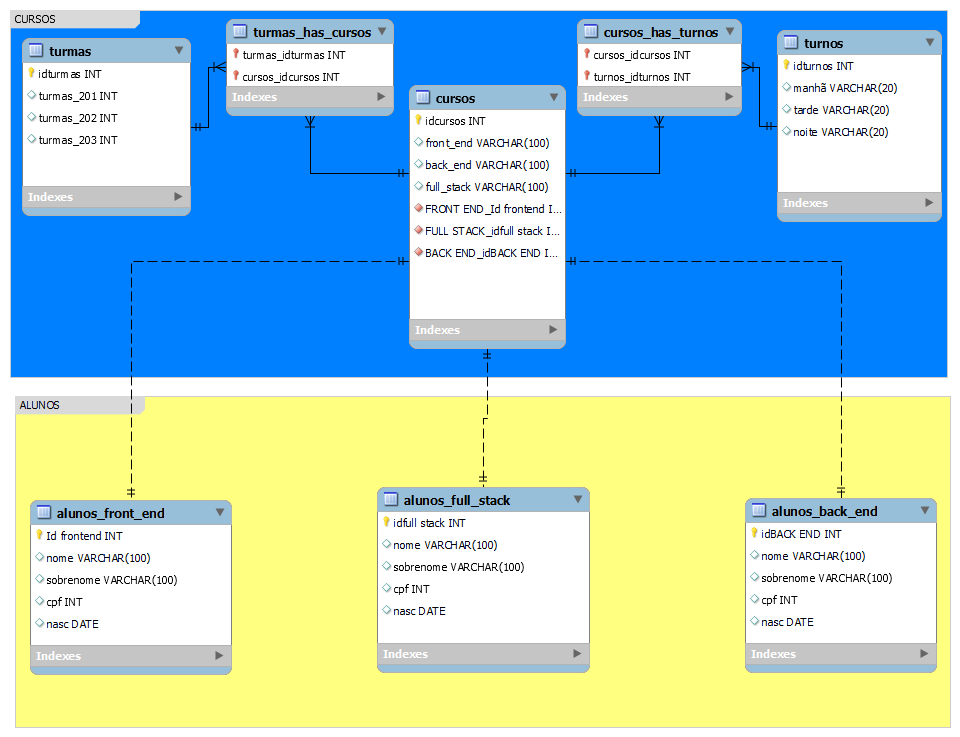 CURSOS
turmas
idturmas INT
turmas_201 INT
turmas_202 INT
turmas_203 INT
Indexes
turmas_has_cursos
turmas_idturmas INT
cursos_idcursos INT
Indexes
cursos
idcursos INT
front_end VARCHAR(100)
back_end VARCHAR(100)
full_stack VARCHAR(100)
FRONT END_Id frontend I...
FULL STACK_idfull stack I...
BACK END_idBACK END I...
Indexes
cursos_has_turnos
cursos_idcursos INT
turnos_idturnos INT
Indexes
turnos
idturnos INT
manhã VARCHAR(20)
tarde VARCHAR(20)
noite VARCHAR(20)
Indexes
ALUNOS
alunos_front_end
Id frontend INT
nome VARCHAR(100)
sobrenome VARCHAR(100)
cpf INT
nasc DATE
Indexes
alunos_full_stack
idfull stack INT
nome VARCHAR(100)
sobrenome VARCHAR(100)
cpf INT
nasc DATE
Indexes
alunos_back_end
idBACK END INT
nome VARCHAR(100)
sobrenome VARCHAR(100)
cpf INT
nasc DATE
Indexes